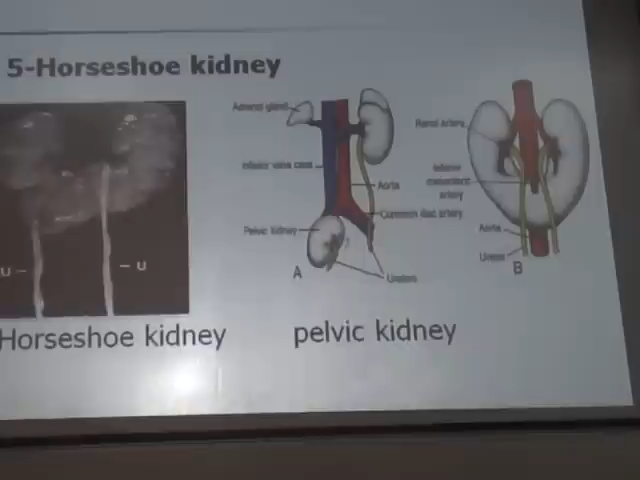 5-Horseshoe kidney
Adrenal gland
Inferior vena cava
Aorta
Common iliac artery
Pelvic kidney
A
Ureters
Renal artery
Inferior
mesenteric
artery
Aorta
Ureter
B
U
U
Horseshoe kidney
pelvic kidney